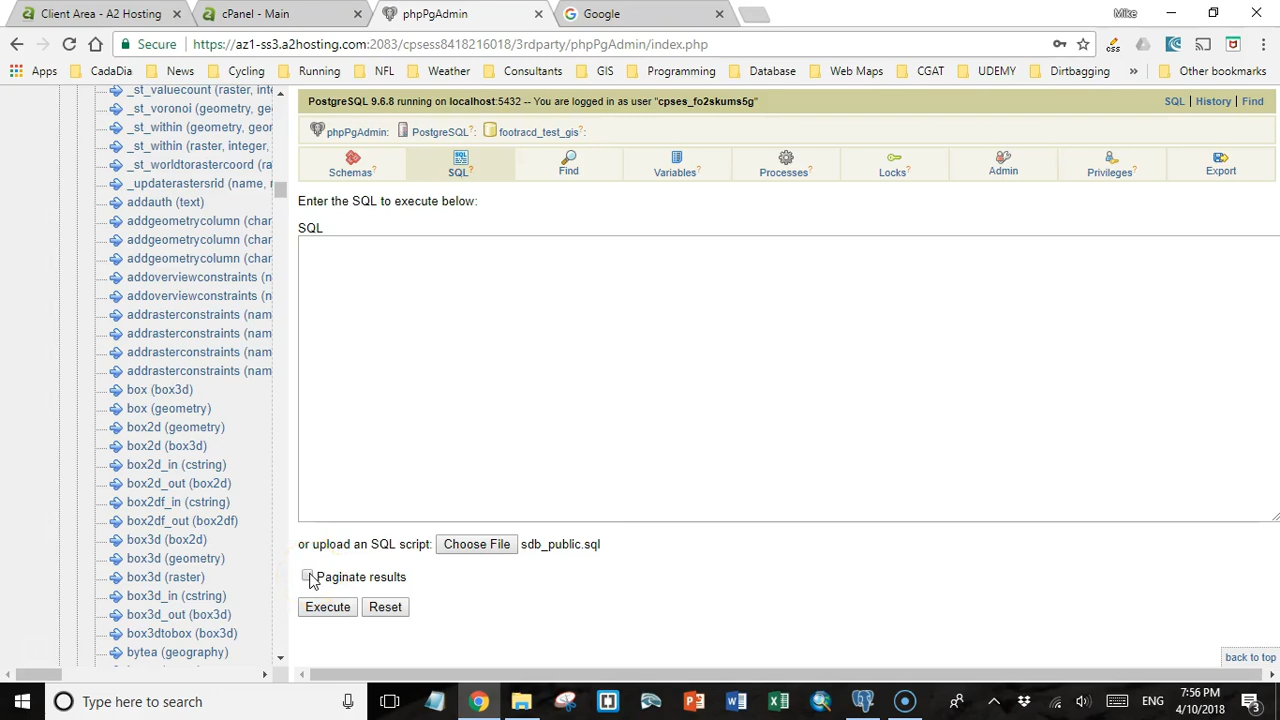 Client Area - A2 Hosting
cPanel - Main
phpPgAdmin
Google
Mike
Secure
https://az1-ss3.a2hosting.com:2083/cpsess8418216018/3rdparty/phpPgAdmin/index.php
Apps
CadaDia
News
Cycling
Running
NFL
Weather
Consultants
GIS
Programming
Database
Web Maps
CGAT
UDEMY
Dirtbagging
»
Other bookmarks
_st_valuecount (raster, inte
_st_voronoi (geometry, geo
_st_within (geometry, geor
_st_within (raster, integer,
_st_worldtorastercoord (ra
_updaterastersrid (name, r
addauth (text)
addgeometrycolumn (char
addgeometrycolumn (char
addgeometrycolumn (char
addoverviewconstraints (n
addoverviewconstraints (n
addrasterconstraints (nam
addrasterconstraints (nam
addrasterconstraints (nam
addrasterconstraints (nam
box (box3d)
box (geometry)
box2d (geometry)
box2d (box3d)
box2d_in (cstring)
box2d_out (box2d)
box2df_in (cstring)
box2df_out (box2df)
box3d (box2d)
box3d (geometry)
box3d (raster)
box3d_in (cstring)
box3d_out (box3d)
box3dtobox (box3d)
bytea (geography)
PostgreSQL 9.6.8 running on localhost:5432 -- You are logged in as user "cpses_fo2skums5g"
SQL | History | Find
phpPgAdmin: PostgreSQL?: footracd_test_gis?:
Schemas?
SQL?
Find
Variables?
Processes?
Locks?
Admin
Privileges?
Export
Enter the SQL to execute below:
SQL
or upload an SQL script: Choose File sdb_public.sql
Paginate results
Execute Reset
back to top
Type here to search
ENG
7:56 PM
4/10/2018
3